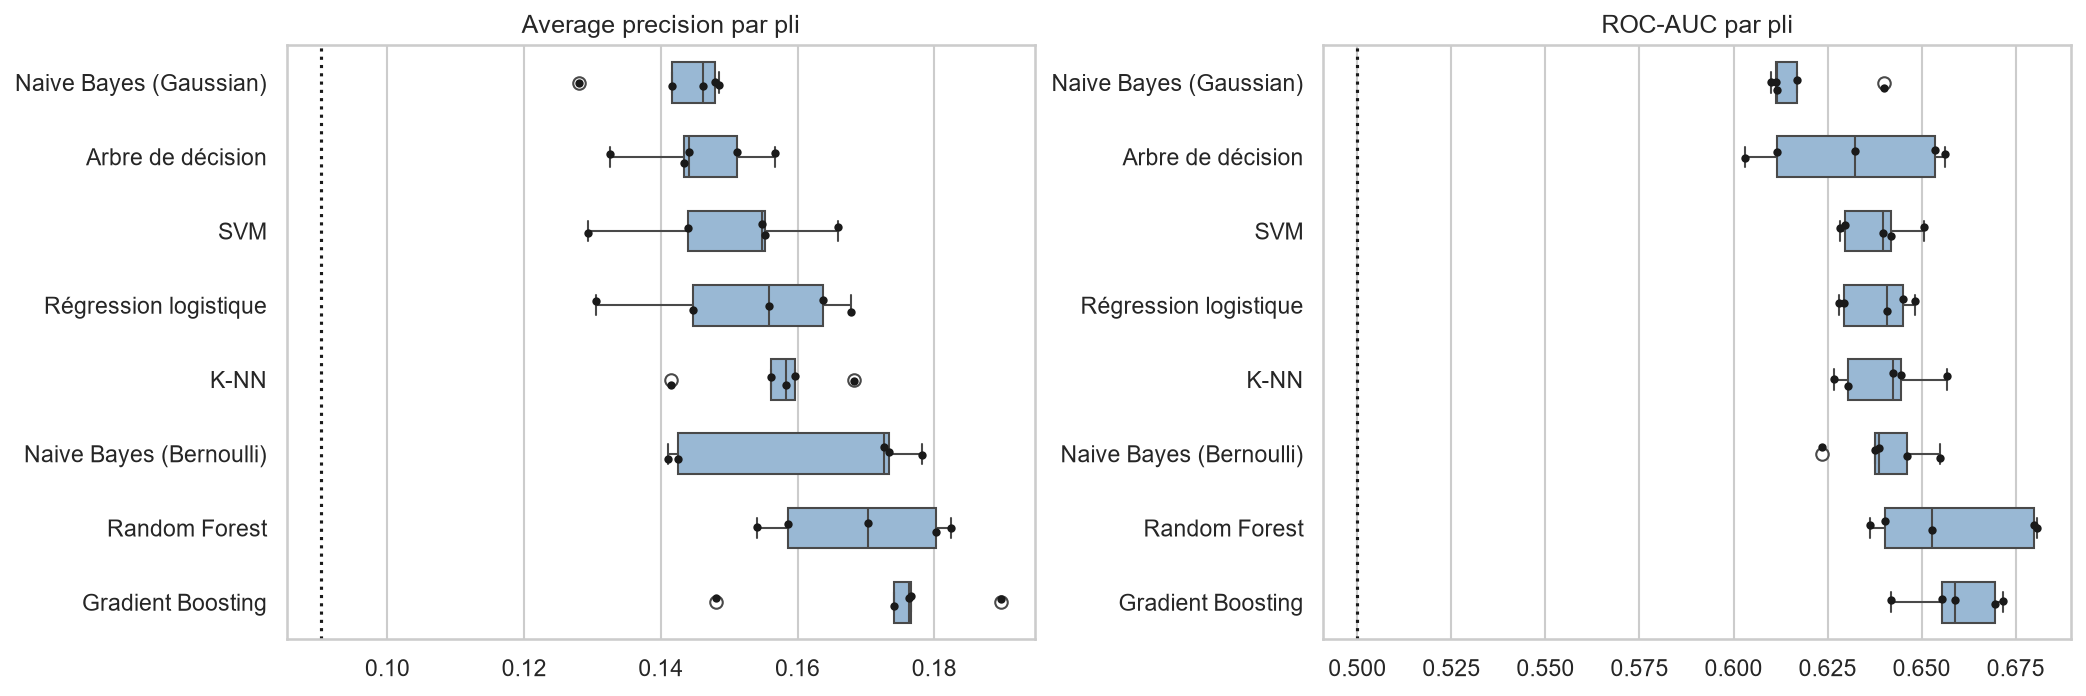 Average precision par pli
Naive Bayes (Gaussian)
Arbre de décision
SVM
Régression logistique
K-NN
Naive Bayes (Bernoulli)
Random Forest
Gradient Boosting
0.10 0.12 0.14 0.16 0.18
ROC-AUC par pli
Naive Bayes (Gaussian)
Arbre de décision
SVM
Régression logistique
K-NN
Naive Bayes (Bernoulli)
Random Forest
Gradient Boosting
0.500 0.525 0.550 0.575 0.600 0.625 0.650 0.675